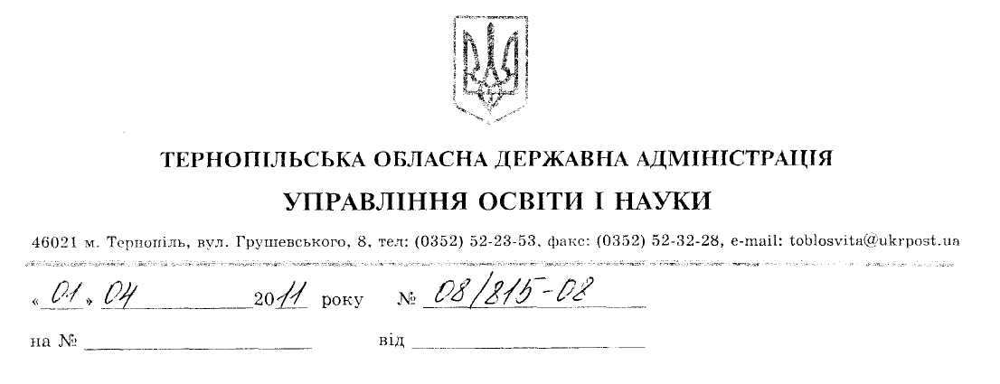 ТЕРНОПІЛЬСЬКА ОБЛАСНА ДЕРЖАВНА АДМІНІСТРАЦІЯ
УПРАВЛІННЯ ОСВІТИ І НАУКИ
46021 м. Тернопіль, вул. Грушевського, 8, тел: (0352) 52-23-53, факс: (0352) 52-32-28, e-mail: toblosvita@ukrpost.ua
« 01 » 04 2011 року № 08/815-08
на № від